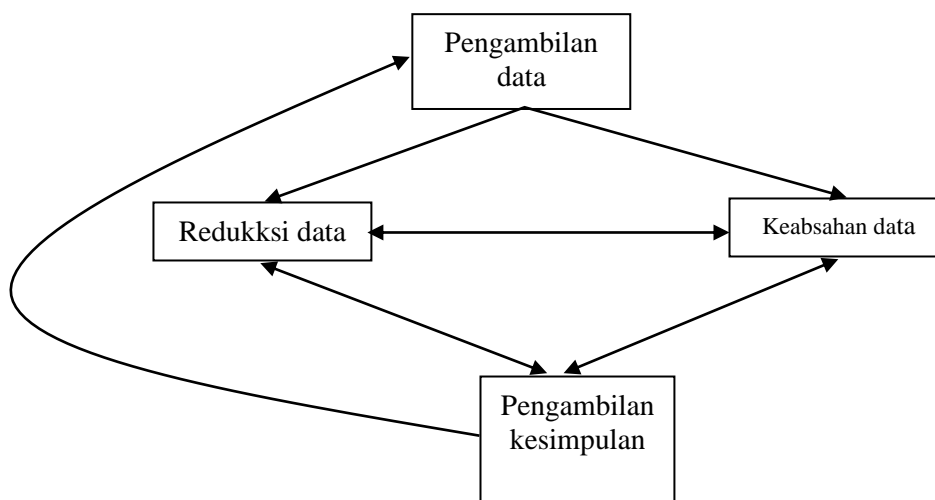 Pengambilan
data
Redukksi data
Keabsahan data
Pengambilan
kesimpulan